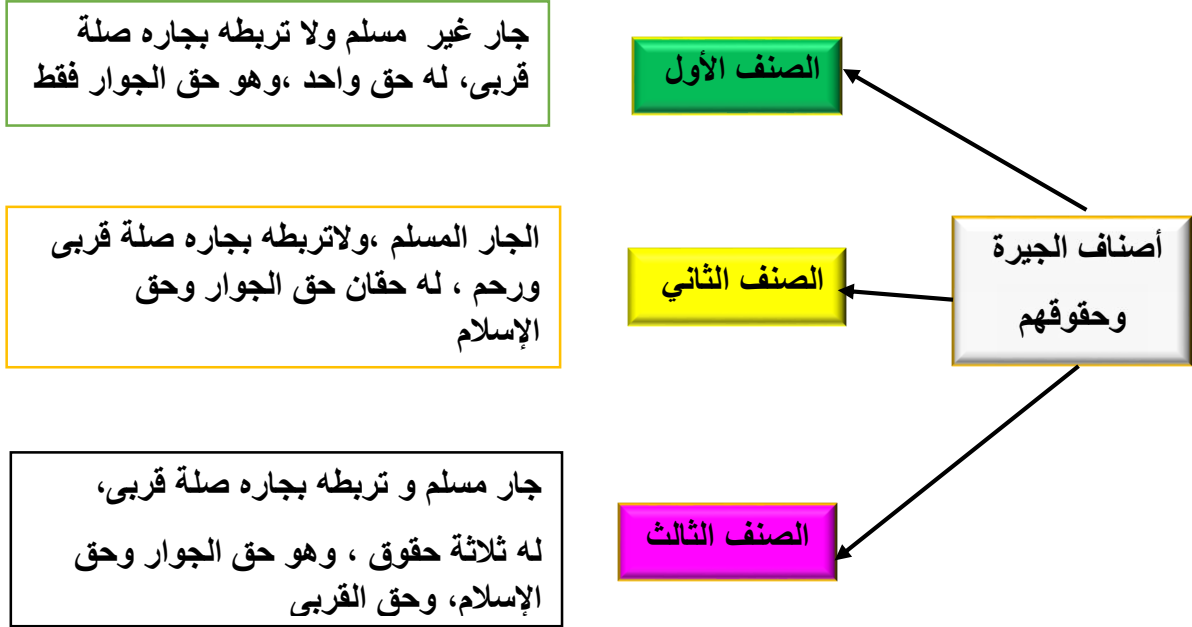 أصناف الجيرة
وحقوقهم
الصنف الأول
جار غير مسلم ولا تربطه بجاره صلة
قربى، له حق واحد ،وهو حق الجوار فقط
الصنف الثاني
الجار المسلم ،ولاتربطه بجاره صلة قربى
ورحم ، له حقان حق الجوار وحق
الإسلام
الصنف الثالث
جار مسلم و تربطه بجاره صلة قربى،
له ثلاثة حقوق ، وهو حق الجوار وحق
الإسلام، وحق القربى